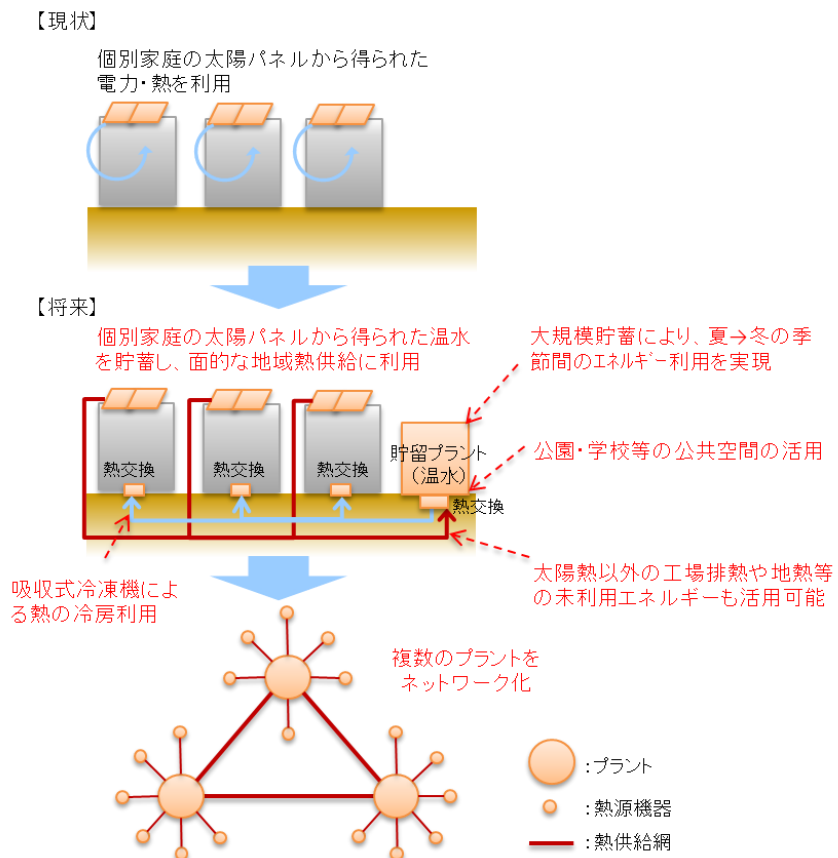 【現状】
個別家庭の太陽パネルから得られた
電力・熱を利用
【将来】
個別家庭の太陽パネルから得られた温水
を貯蓄し、面的な地域熱供給に利用
大規模貯蓄により、夏→冬の季
節間のエネルギー利用を実現
熱交換
熱交換
熱交換
貯留プラント
（温水）
公園・学校等の公共空間の活用
熱交換
太陽熱以外の工場排熱や地熱等
の未利用エネルギーも活用可能
吸収式冷凍機によ
る熱の冷房利用
複数のプラントを
ネットワーク化
：プラント
：熱源機器
：熱供給網